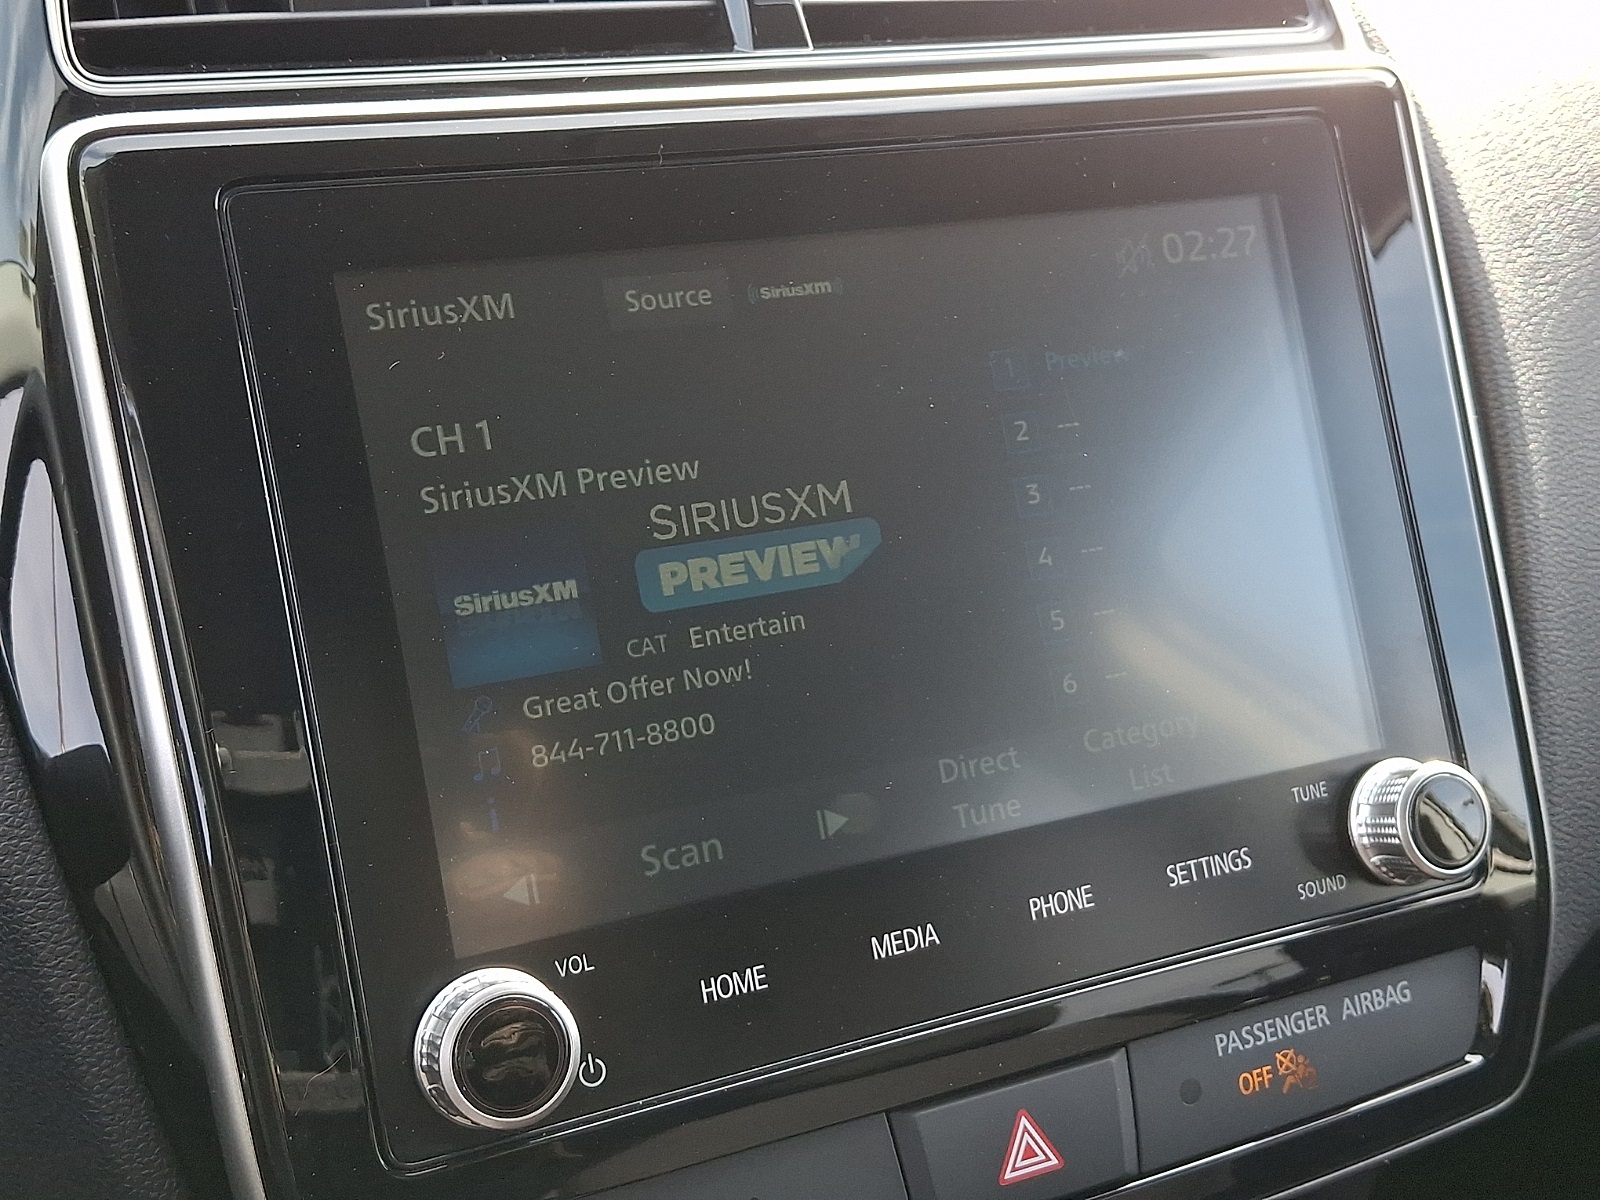 SiriusXM
Source
SiriusXM
02:27
CH 1
SiriusXM Preview
SIRIUSXM
PREVIEW
SiriusXM
CAT Entertain
Great Offer Now!
844-711-8800
1 Preview
2 ---
3 ---
4 ---
5 ---
6 ---
Scan
Direct
Tune
Category
List
VOL
HOME
MEDIA
PHONE
SETTINGS
TUNE
SOUND
PASSENGER AIRBAG
OFF